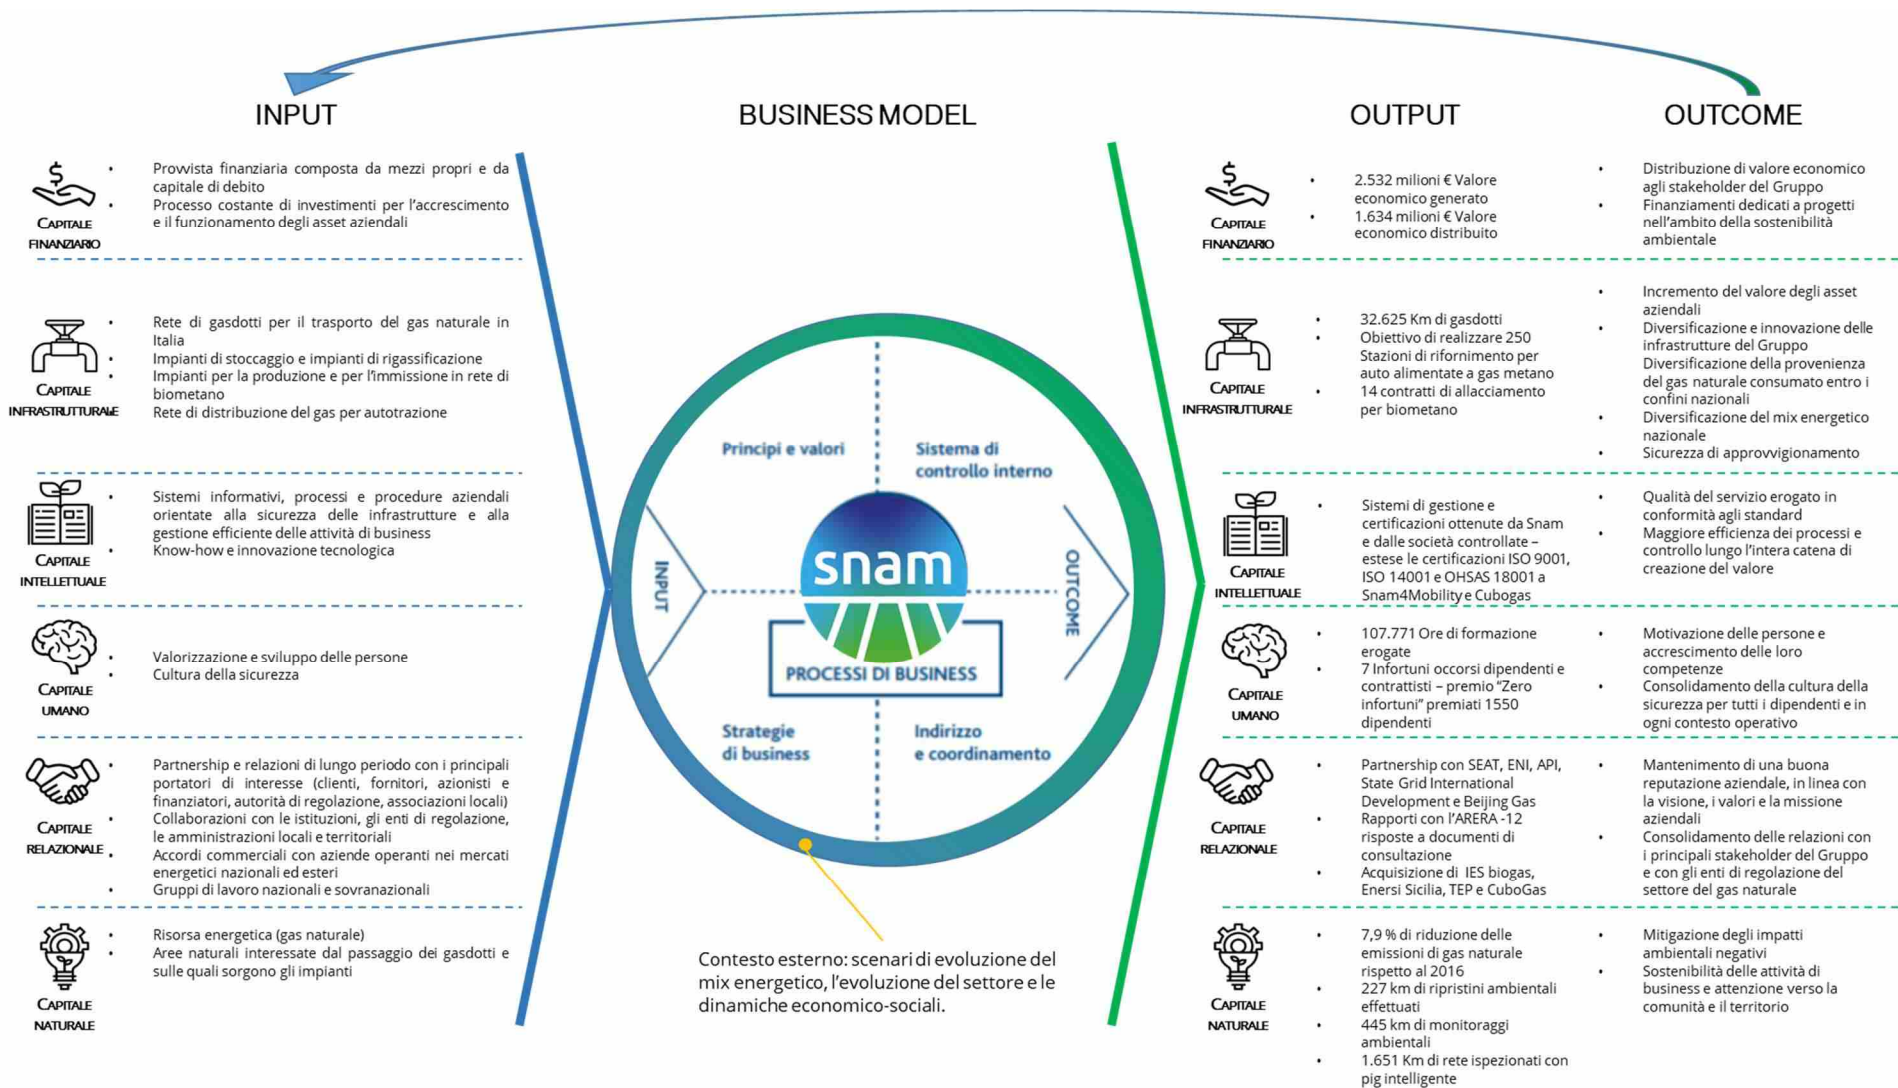 INPUT
BUSINESS MODEL
OUTPUT
OUTCOME
CAPITALE
FINANZIARIO
• Provvista finanziaria composta da mezzi propri e da
capitale di debito
• Processo costante di investimenti per l'accrescimento
e il funzionamento degli asset aziendali
CAPITALE
INFRASTRUTTURALE
• Rete di gasdotti per il trasporto del gas naturale in
Italia
• Impianti di stoccaggio e impianti di rigassificazione
• Impianti per la produzione e per l'immissione in rete di
biometano
• Rete di distribuzione del gas per autotrazione
CAPITALE
INTELLETTUALE
• Sistemi informativi, processi e procedure aziendali
orientate alla sicurezza delle infrastrutture e alla
gestione efficiente delle attività di business
• Know-how e innovazione tecnologica
CAPITALE
UMANO
• Valorizzazione e sviluppo delle persone
• Cultura della sicurezza
CAPITALE
RELAZIONALE
• Partnership e relazioni di lungo periodo con i principali
portatori di interesse (clienti, fornitori, azionisti e
finanziatori, autorità di regolazione, associazioni locali)
• Collaborazioni con le istituzioni, gli enti di regolazione,
le amministrazioni locali e territoriali
• Accordi commerciali con aziende operanti nei mercati
energetici nazionali ed esteri
• Gruppi di lavoro nazionali e sovranazionali
CAPITALE
NATURALE
• Risorsa energetica (gas naturale)
• Aree naturali interessate dal passaggio dei gasdotti e
sulle quali sorgono gli impianti
Principi e valori
Sistema di
controllo interno
INPUT
snam
OUTCOME
PROCESSI DI BUSINESS
Strategie
di business
Indirizzo
e coordinamento
Contesto esterno: scenari di evoluzione del
mix energetico, l'evoluzione del settore e le
dinamiche economico-sociali.
CAPITALE
FINANZIARIO
• 2.532 milioni € Valore
economico generato
• 1.634 milioni € Valore
economico distribuito
• Distribuzione di valore economico
agli stakeholder del Gruppo
• Finanziamenti dedicati a progetti
nell'ambito della sostenibilità
ambientale
CAPITALE
INFRASTRUTTURALE
• 32.625 Km di gasdotti
• Obiettivo di realizzare 250
Stazioni di rifornimento per
auto alimentate a gas metano
• 14 contratti di allacciamento
per biometano
• Incremento del valore degli asset
aziendali
• Diversificazione e innovazione delle
infrastrutture del Gruppo
Diversificazione della provenienza
del gas naturale consumato entro i
confini nazionali
• Diversificazione del mix energetico
nazionale
• Sicurezza di approvvigionamento
CAPITALE
INTELLETTUALE
• Sistemi di gestione e
certificazioni ottenute da Snam
e dalle società controllate –
estese le certificazioni ISO 9001,
ISO 14001 e OHSAS 18001 a
Snam4Mobility e Cubogas
• Qualità del servizio erogato in
conformità agli standard
• Maggiore efficienza dei processi e
controllo lungo l'intera catena di
creazione del valore
CAPITALE
UMANO
• 107.771 Ore di formazione
erogate
• 7 Infortuni occorsi dipendenti e
contrattisti – premio “Zero
infortuni” premiati 1550
dipendenti
• Motivazione delle persone e
accrescimento delle loro
competenze
• Consolidamento della cultura della
sicurezza per tutti i dipendenti e in
ogni contesto operativo
CAPITALE
RELAZIONALE
• Partnership con SEAT, ENI, API,
State Grid International
Development e Beijing Gas
• Rapporti con l'ARERA -12
risposte a documenti di
consultazione
• Acquisizione di IES biogas,
Enersi Sicilia, TEP e CuboGas
• Mantenimento di una buona
reputazione aziendale, in linea con
la visione, i valori e la missione
aziendali
• Consolidamento delle relazioni con
i principali stakeholder del Gruppo
e con gli enti di regolazione del
settore del gas naturale
CAPITALE
NATURALE
• 7,9 % di riduzione delle
emissioni di gas naturale
rispetto al 2016
• 227 km di ripristini ambientali
effettuati
• 445 km di monitoraggi
ambientali
• 1.651 Km di rete ispezionati con
pig intelligente
• Mitigazione degli impatti
ambientali negativi
• Sostenibilità delle attività di
business e attenzione verso la
comunità e il territorio